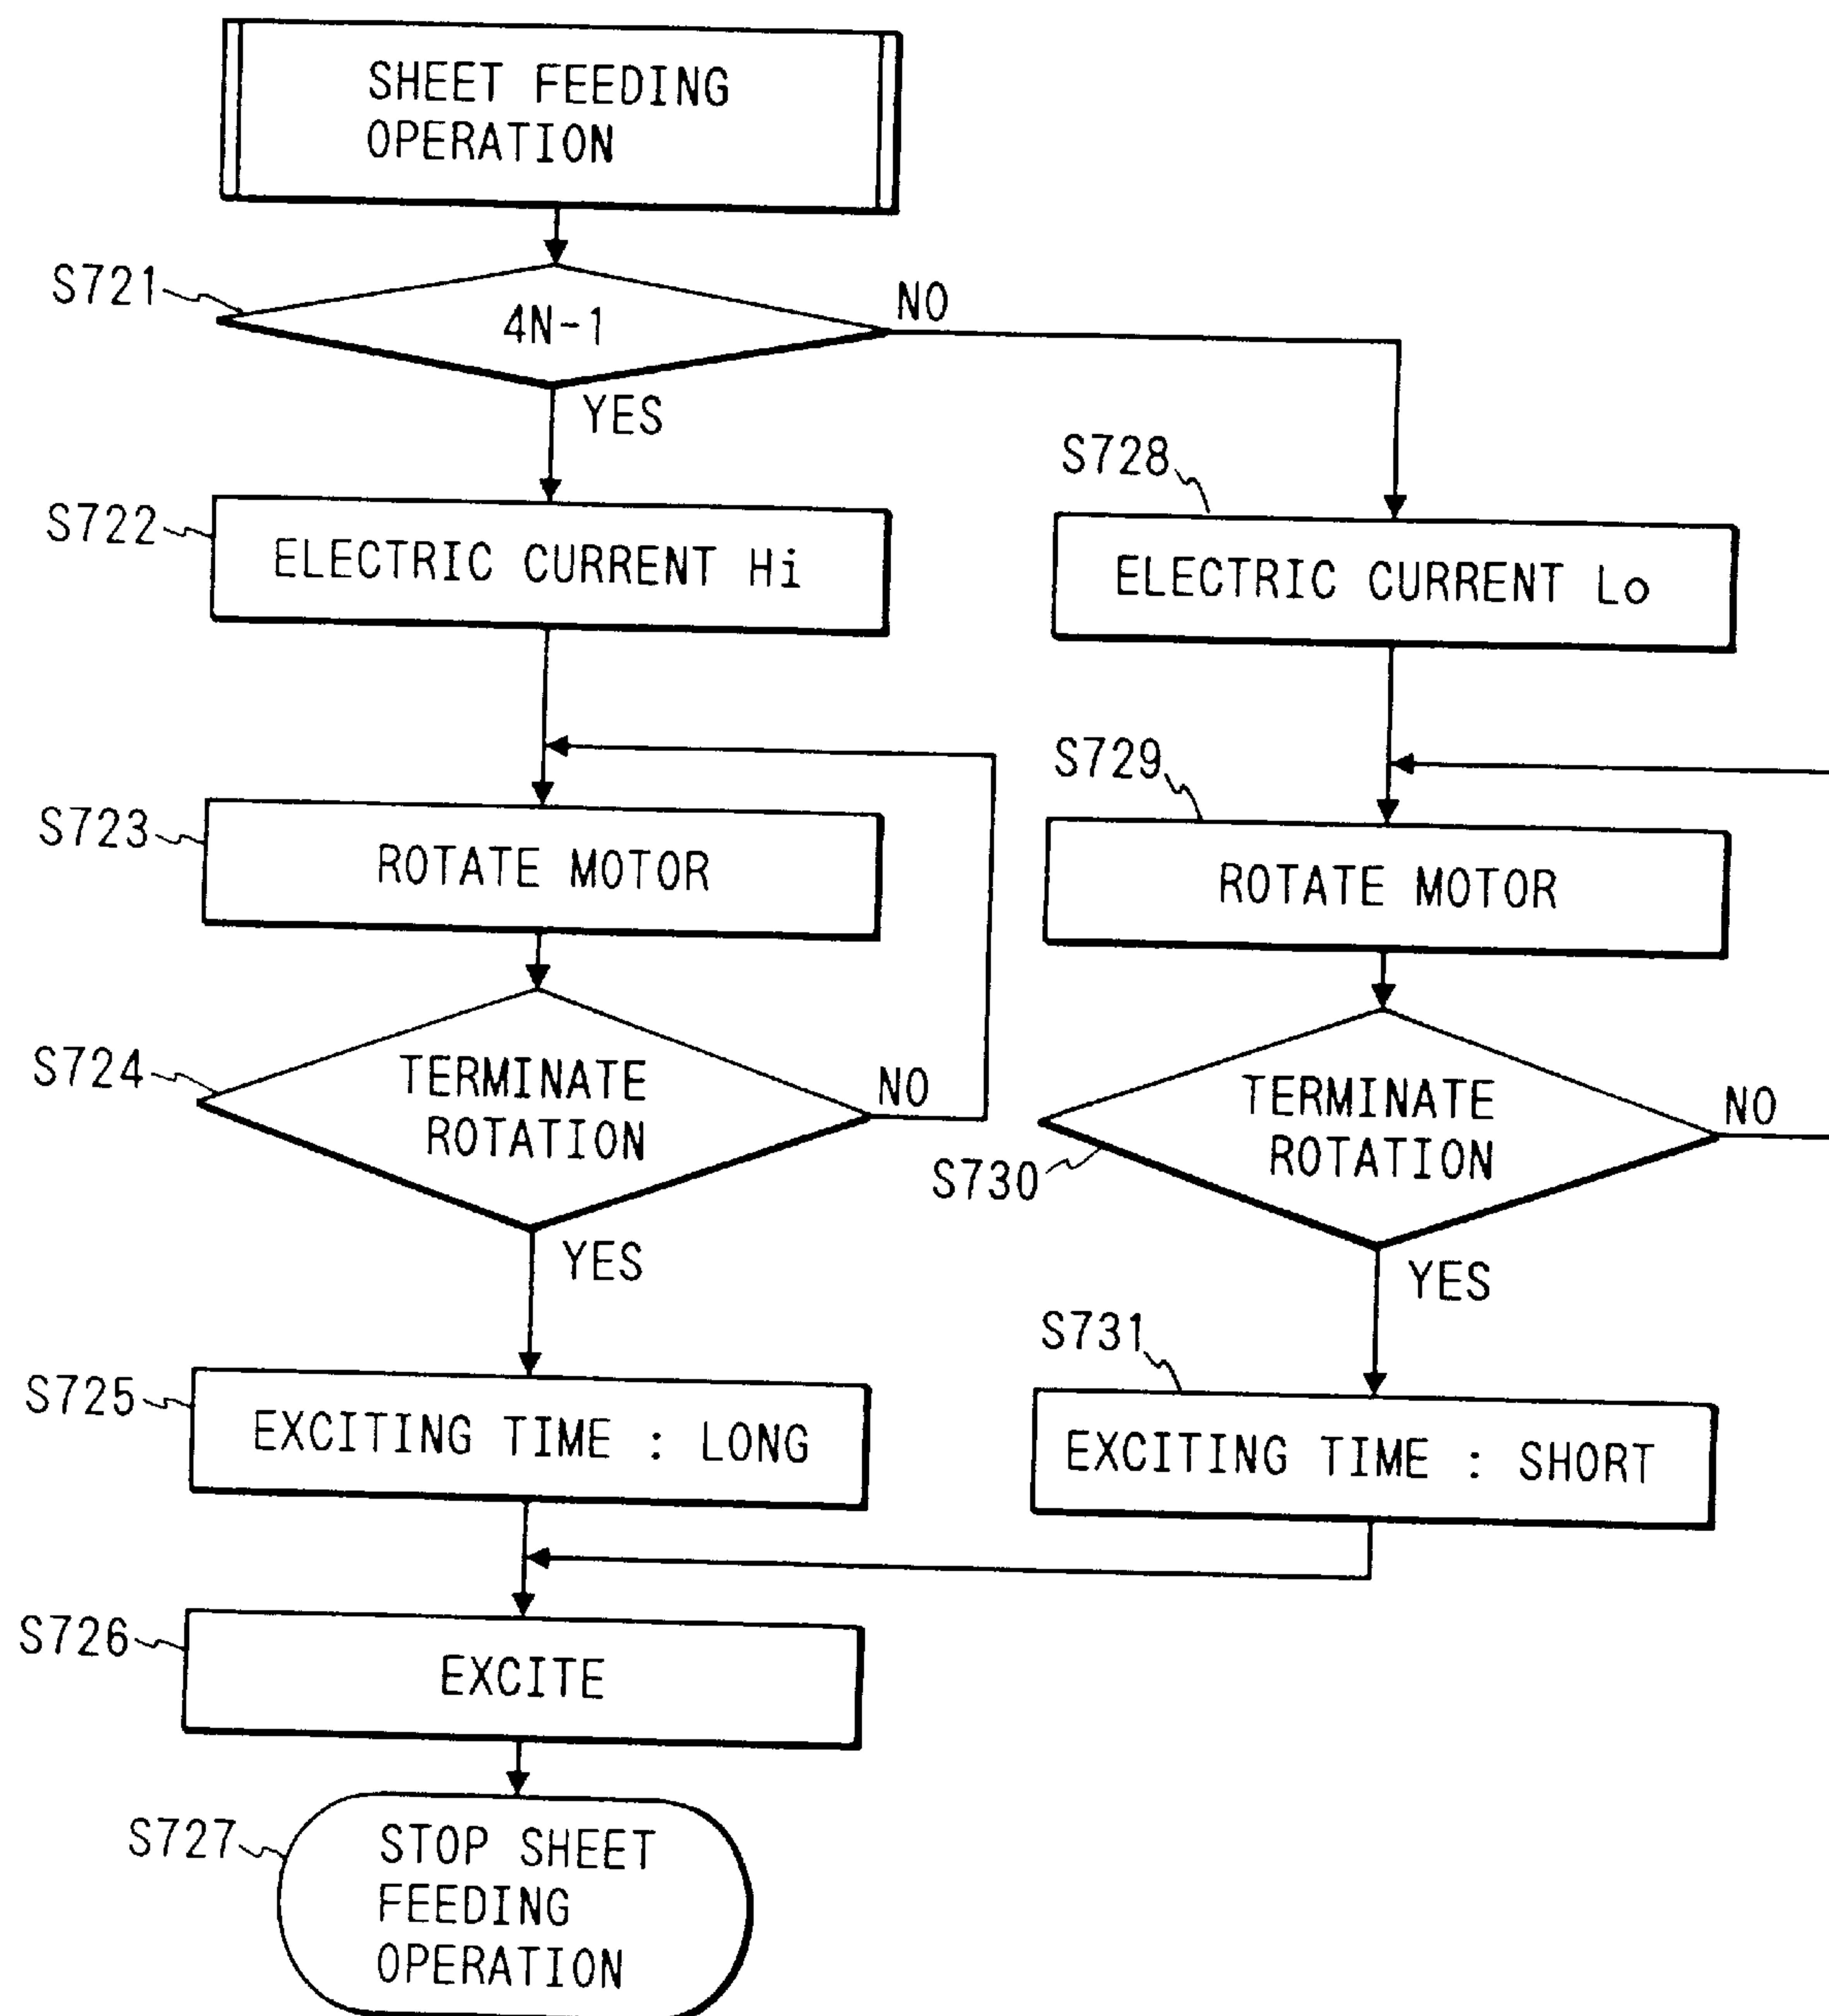 SHEET FEEDING
OPERATION
S721
4N-1
NO
YES
S722
ELECTRIC CURRENT Hi
S723
ROTATE MOTOR
S724
TERMINATE
ROTATION
NO
YES
S725
EXCITING TIME : LONG
S726
EXCITE
S727
STOP SHEET
FEEDING
OPERATION
S728
ELECTRIC CURRENT Lo
S729
ROTATE MOTOR
S730
TERMINATE
ROTATION
NO
YES
S731
EXCITING TIME : SHORT